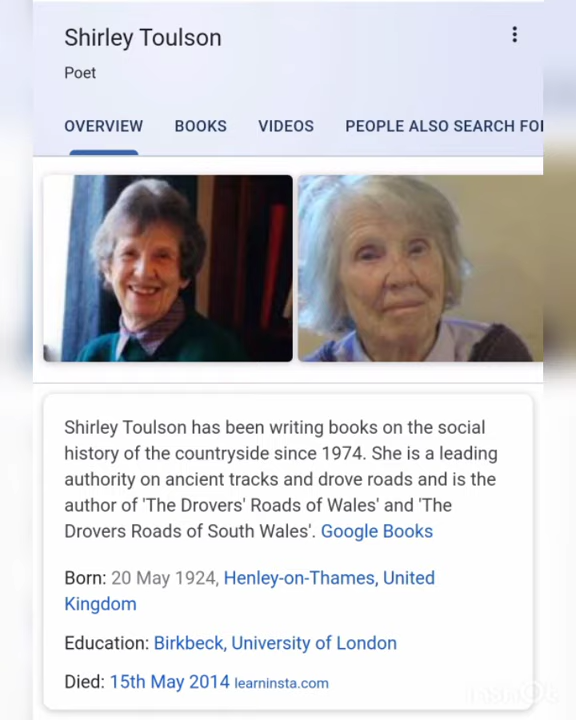 Shirley Toulson
Poet
OVERVIEW BOOKS VIDEOS PEOPLE ALSO SEARCH FO
Shirley Toulson has been writing books on the social
history of the countryside since 1974. She is a leading
authority on ancient tracks and drove roads and is the
author of 'The Drovers' Roads of Wales' and 'The
Drovers Roads of South Wales'. Google Books
Born: 20 May 1924, Henley-on-Thames, United
Kingdom
Education: Birkbeck, University of London
Died: 15th May 2014 learninsta.com